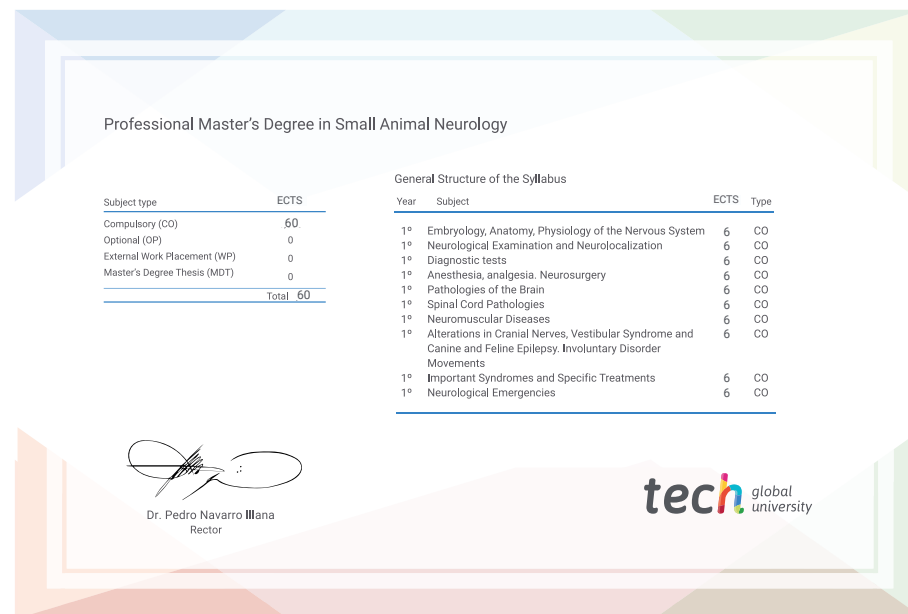 Professional Master's Degree in Small Animal Neurology
Subject type ECTS
Compulsory (CO) 60
Optional (OP) 0
External Work Placement (WP) 0
Master's Degree Thesis (MDT) 0
Total 60
General Structure of the Syllabus
Year Subject ECTS Type
1º Embryology, Anatomy, Physiology of the Nervous System 6 CO
1º Neurological Examination and Neurolocalization 6 CO
1º Diagnostic tests 6 CO
1º Anesthesia, analgesia. Neurosurgery 6 CO
1º Pathologies of the Brain 6 CO
1º Spinal Cord Pathologies 6 CO
1º Neuromuscular Diseases 6 CO
1º Alterations in Cranial Nerves, Vestibular Syndrome and 6 CO
Canine and Feline Epilepsy. Involuntary Disorder
Movements
1º Important Syndromes and Specific Treatments 6 CO
1º Neurological Emergencies 6 CO
Dr. Pedro Navarro Illana
Rector
tech global
university